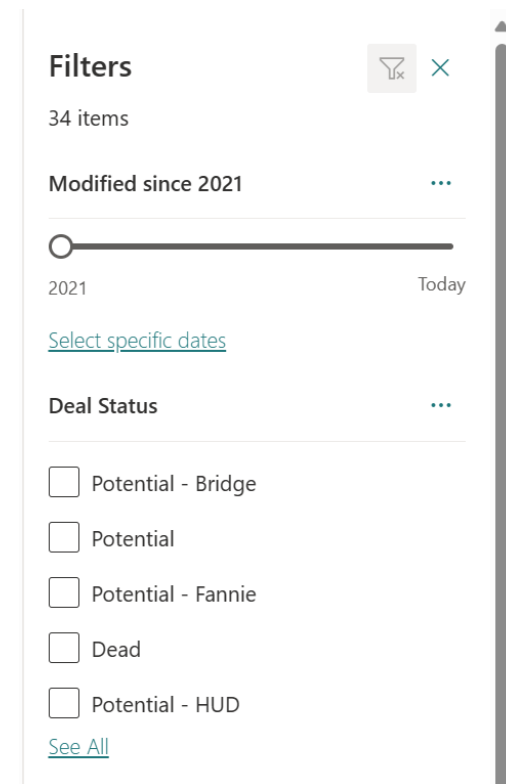 Filters
34 items
Modified since 2021
2021
Today
Select specific dates
Deal Status
Potential - Bridge
Potential
Potential - Fannie
Dead
Potential - HUD
See All